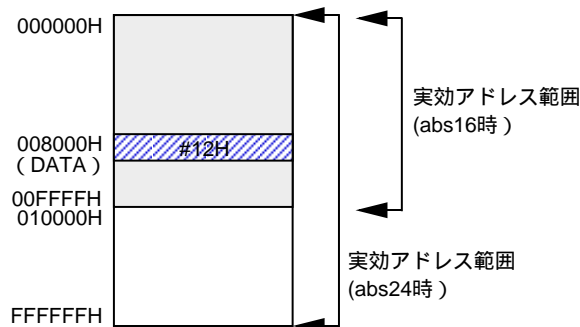 000000H
実効アドレス範囲
(abs16時）
008000H
（DATA）
#12H
00FFFFH
010000H
実効アドレス範囲
(abs24時）
FFFFFFH